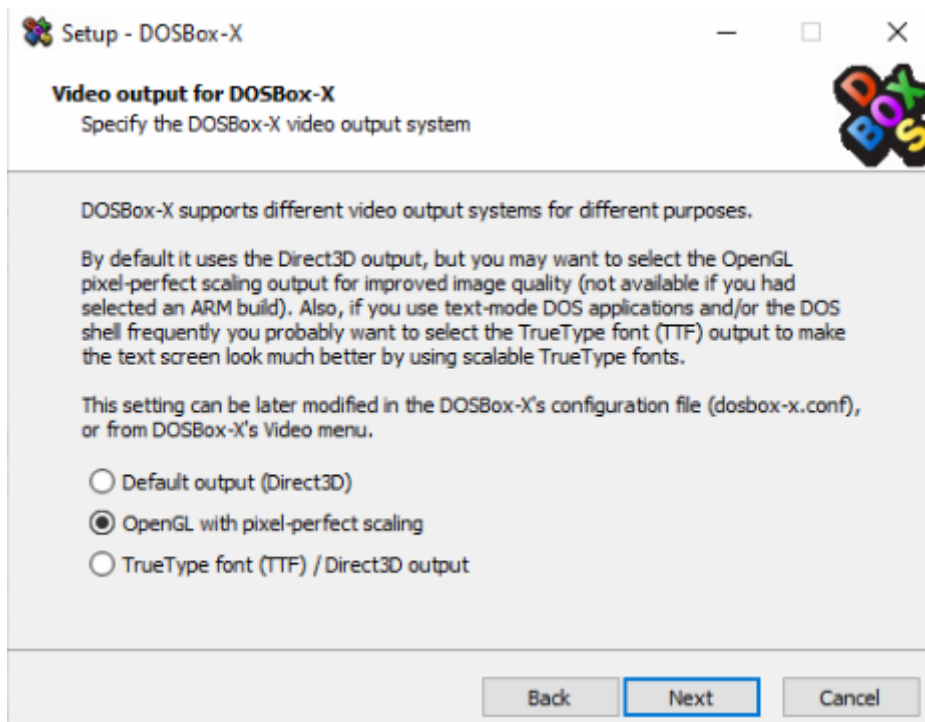 Setup - DOSBox-X
Video output for DOSBox-X
Specify the DOSBox-X video output system
DOS
BOX
DOSBox-X supports different video output systems for different purposes.
By default it uses the Direct3D output, but you may want to select the OpenGL
pixel-perfect scaling output for improved image quality (not available if you had
selected an ARM build). Also, if you use text-mode DOS applications and/or the DOS
shell frequently you probably want to select the TrueType font (TTF) output to make
the text screen look much better by using scalable TrueType fonts.
This setting can be later modified in the DOSBox-X's configuration file (dosbox-x.conf),
or from DOSBox-X's Video menu.
Default output (Direct3D)
OpenGL with pixel-perfect scaling
TrueType font (TTF) / Direct3D output
Back
Next
Cancel